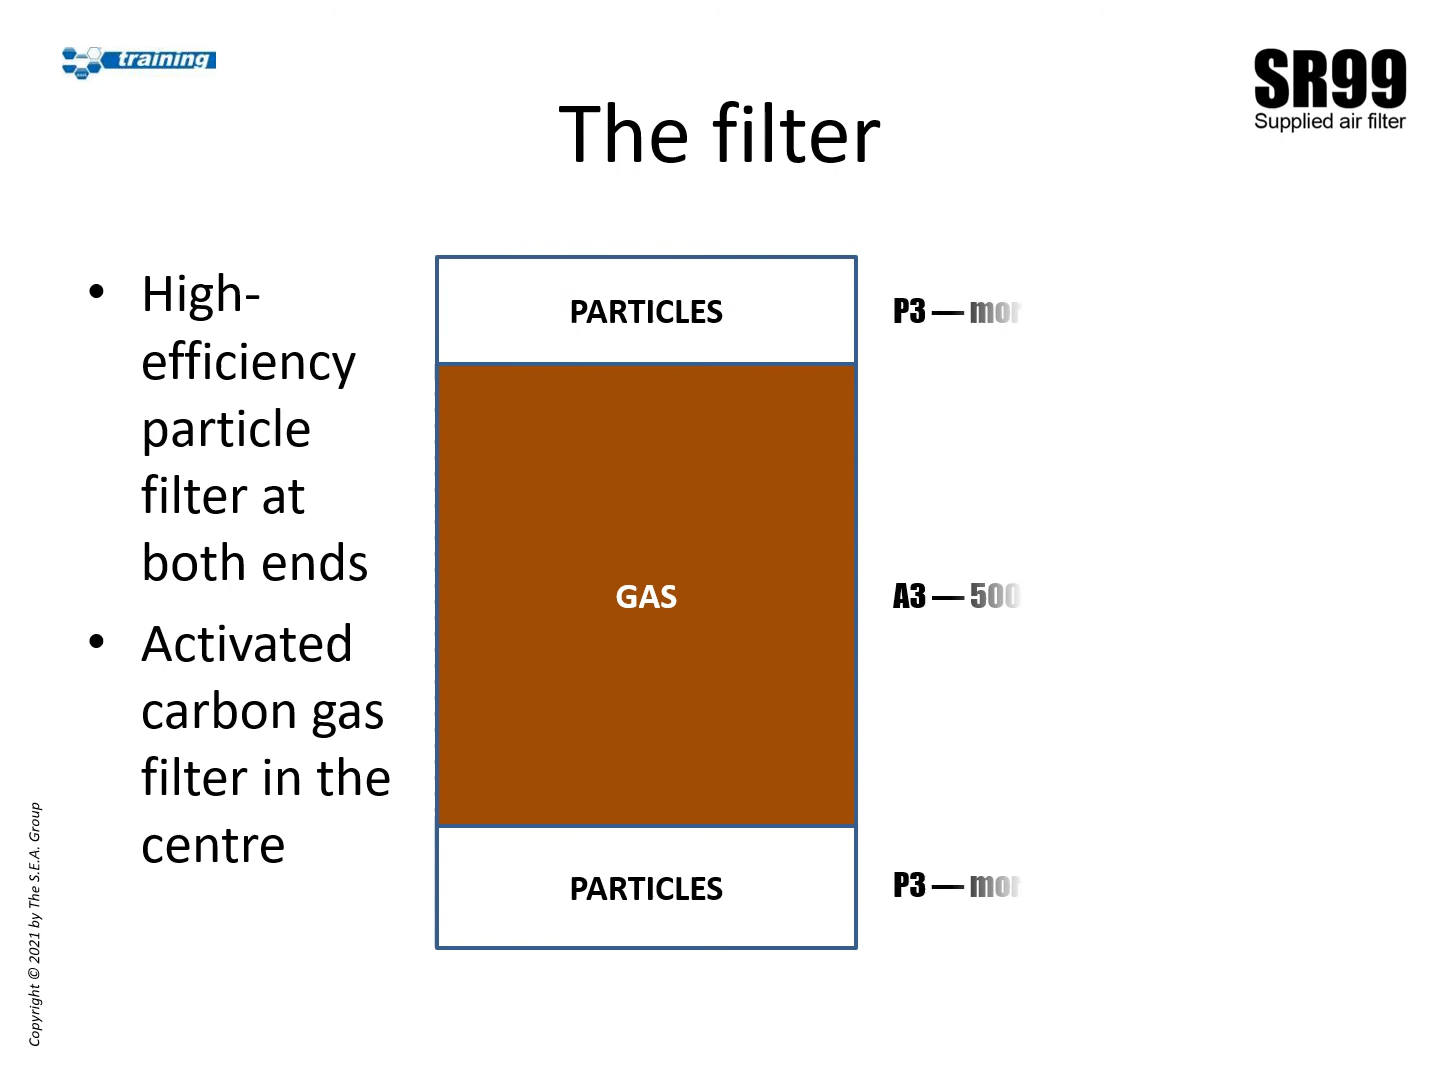 training
SR99
Supplied air filter
The filter
• High-
efficiency
particle
filter at
both ends
• Activated
carbon gas
filter in the
centre
PARTICLES
GAS
PARTICLES
P3 —
A3 —
P3 —
Copyright © 2021 by The S.E.A. Group